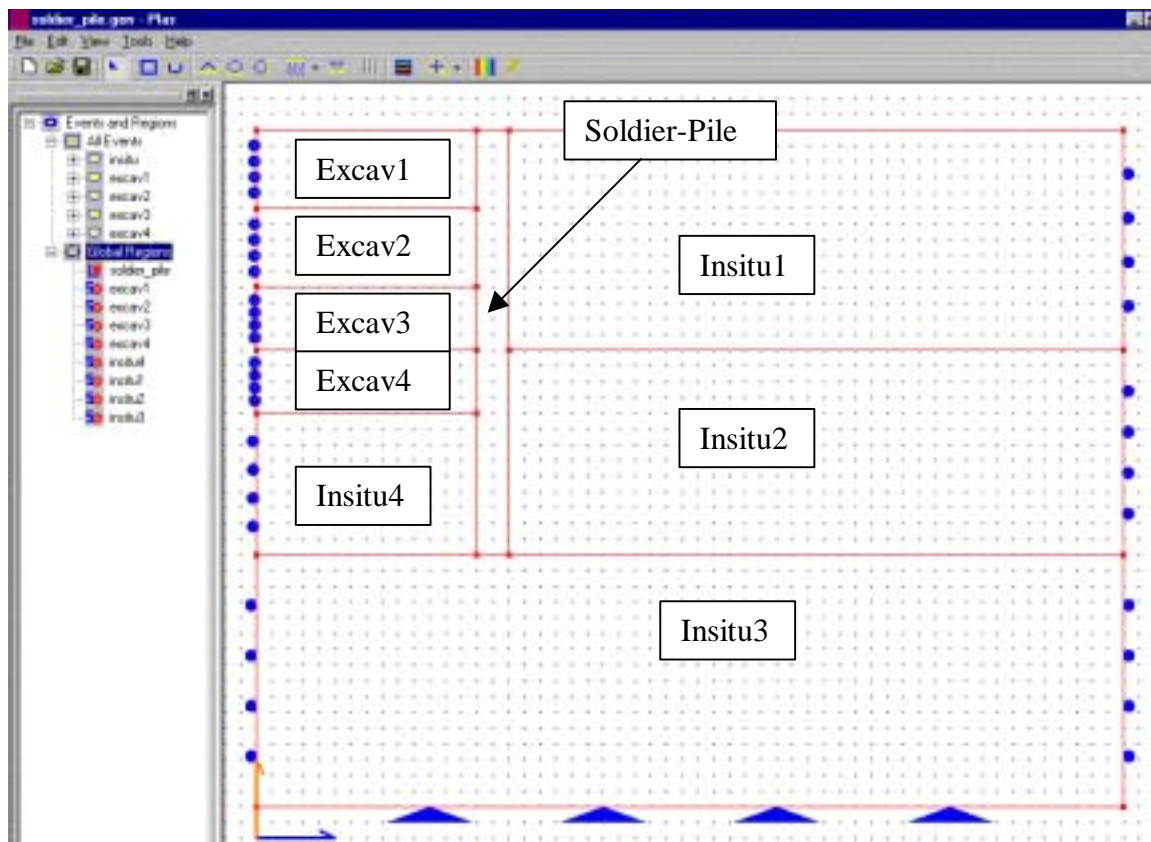 soldier_pile.gen - Plax
File Edit View Tools Help
Events and Regions
All Events
insitu
excav1
excav2
excav3
excav4
Global Regions
soldier_pile
excav1
excav2
excav3
excav4
insitu4
insitu1
insitu2
insitu3
Soldier-Pile
Excav1
Excav2
Insitu1
Excav3
Excav4
Insitu2
Insitu4
Insitu3